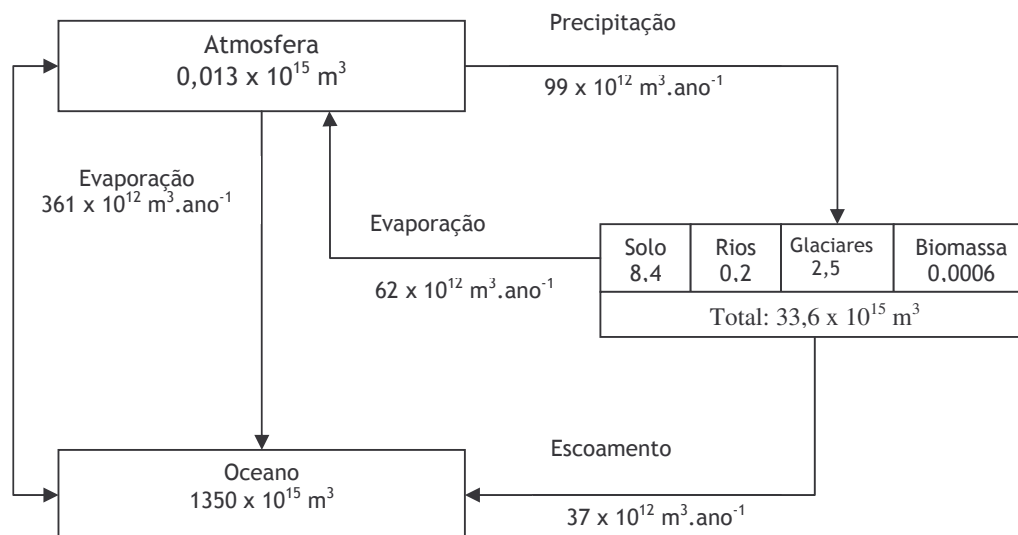 Precipitação
Atmosfera
0,013 x 10¹⁵ m³
99 x 10¹² m³.ano⁻¹
Evaporação
361 x 10¹² m³.ano⁻¹
Evaporação
62 x 10¹² m³.ano⁻¹
Solo
8,4
Rios
0,2
Glaciares
2,5
Biomassa
0,0006
Total: 33,6 x 10¹⁵ m³
Escoamento
Oceano
1350 x 10¹⁵ m³
37 x 10¹² m³.ano⁻¹